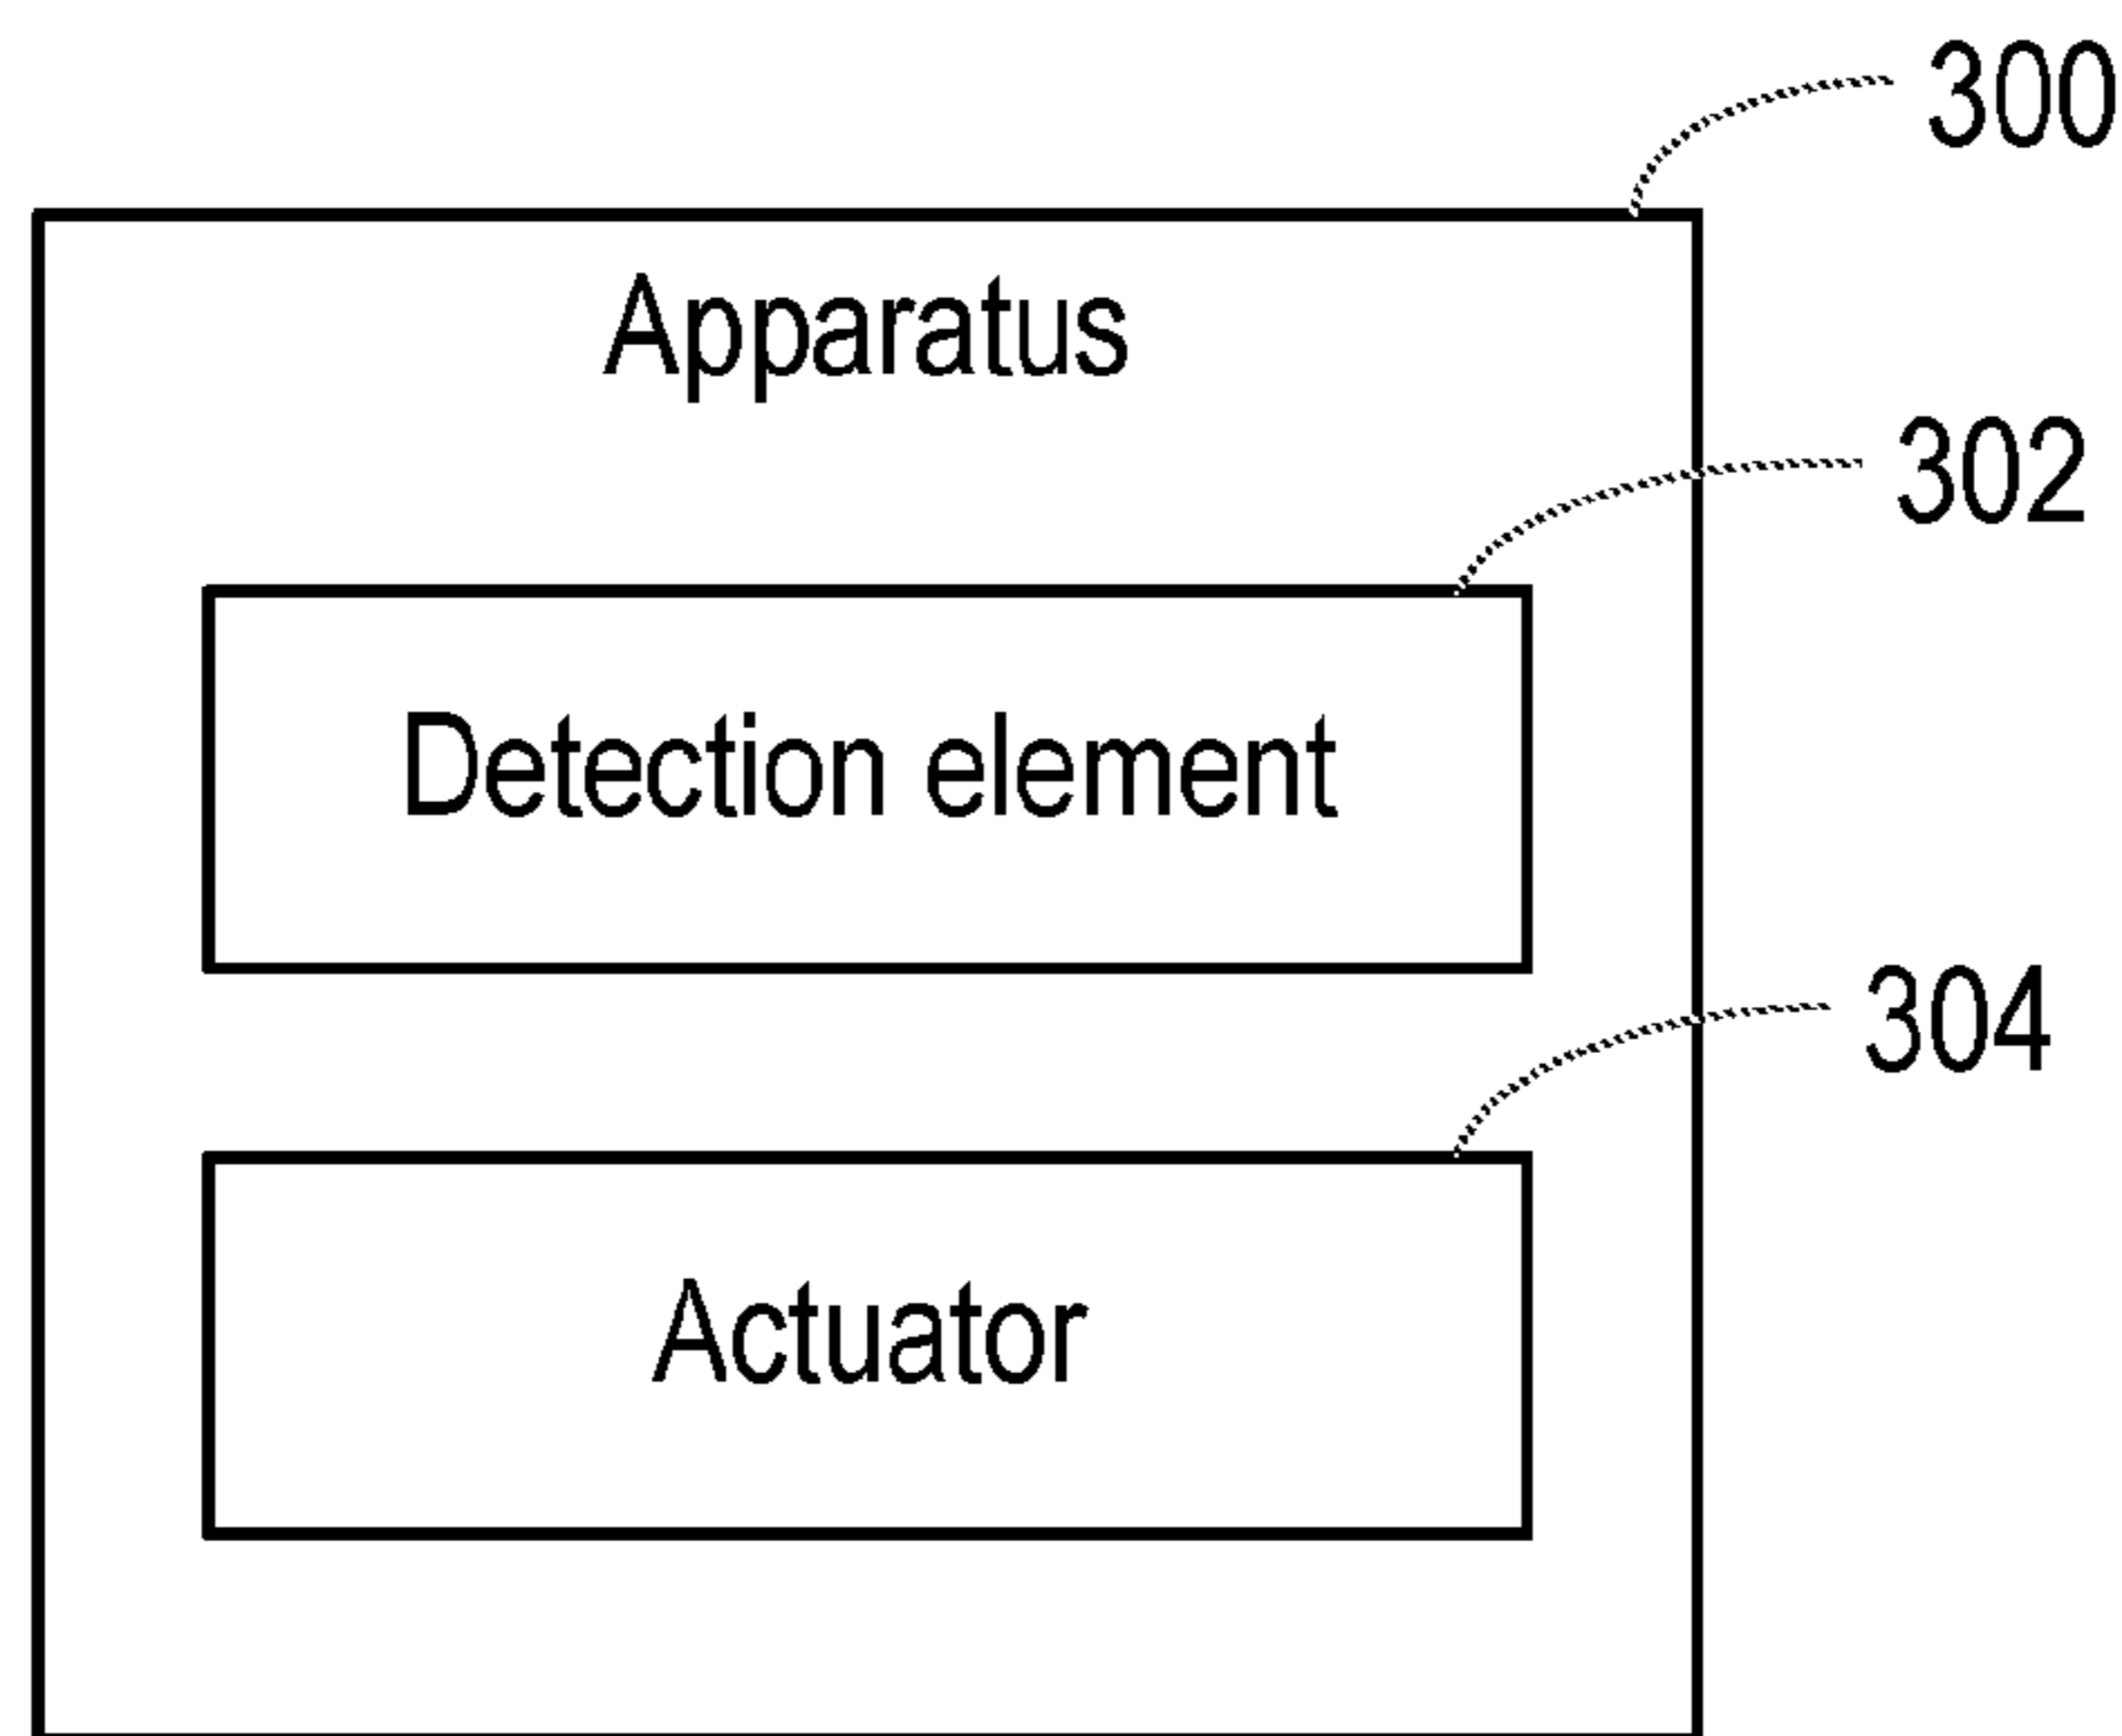 300
Apparatus
302
Detection element
304
Actuator